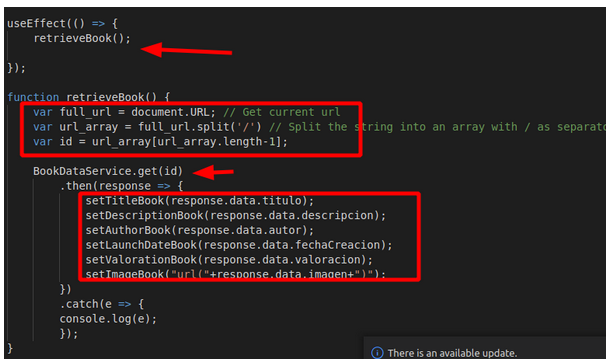 useEffect(() => {
retrieveBook();
});
function retrieveBook() {
var full_url = document.URL; // Get current url
var url_array = full_url.split('/') // Split the string into an array with / as separato
var id = url_array[url_array.length-1];
BookDataService.get(id)
.then(response => {
setTitleBook(response.data.titulo);
setDescriptionBook(response.data.descripcion);
setAuthorBook(response.data.autor);
setLaunchDateBook(response.data.fechaCreacion);
setValorationBook(response.data.valoracion);
setImageBook("url("+response.data.imagen+")");
})
.catch(e => {
console.log(e);
});
}
There is an available update.